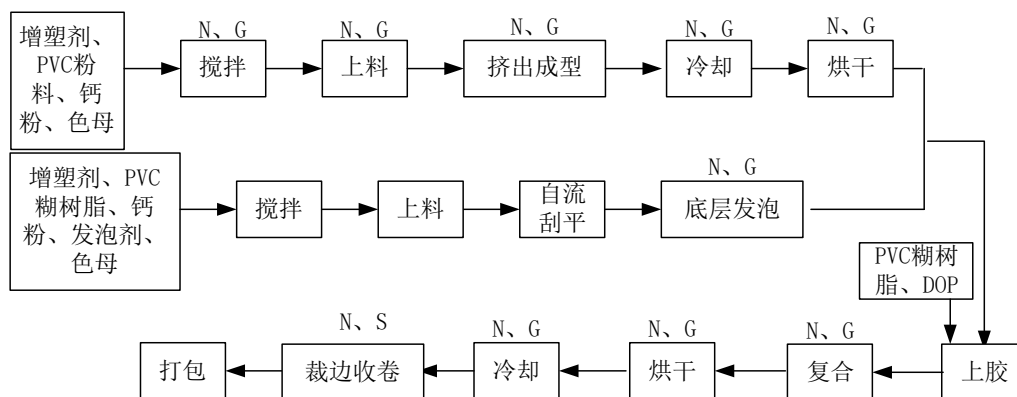 增塑剂、
PVC粉
料、钙
粉、色母
N、G
搅拌
N、G
上料
N、G
挤出成型
N、G
冷却
N、G
烘干
增塑剂、PVC
糊树脂、钙
粉、发泡剂、
色母
搅拌
上料
自流
刮平
N、G
底层发泡
PVC糊树
脂、DOP
上胶
N、G
复合
N、G
烘干
N、G
冷却
N、S
裁边收卷
打包